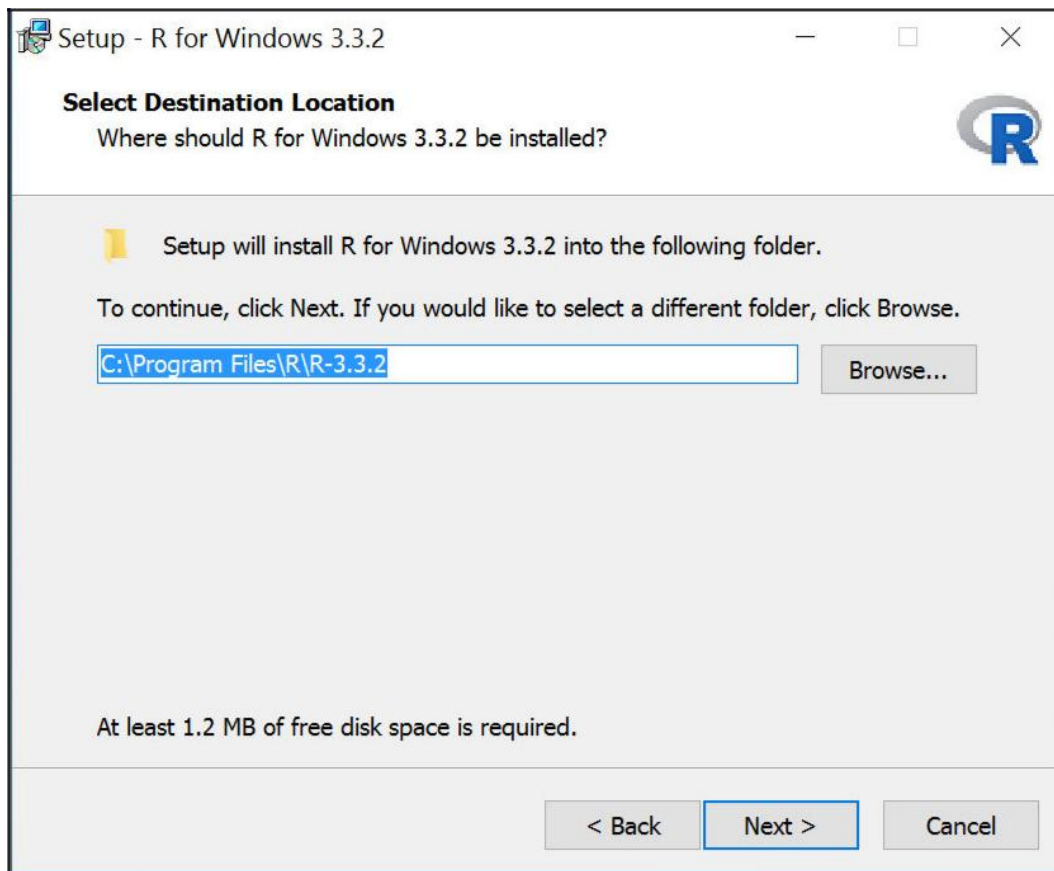 Setup - R for Windows 3.3.2
Select Destination Location
Where should R for Windows 3.3.2 be installed?
R
Setup will install R for Windows 3.3.2 into the following folder.
To continue, click Next. If you would like to select a different folder, click Browse.
C:\Program Files\R\R-3.3.2
Browse...
At least 1.2 MB of free disk space is required.
< Back
Next >
Cancel